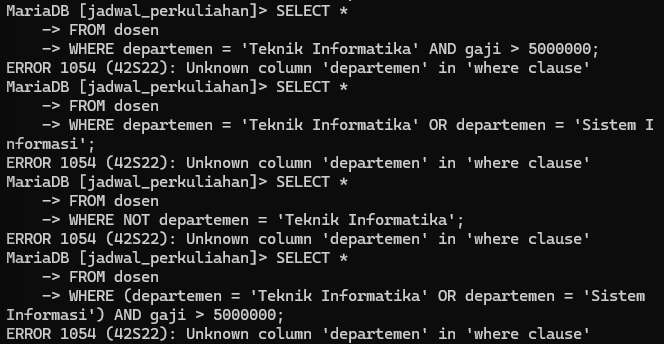 MariaDB [jadwal_perkuliahan]> SELECT *
    -> FROM dosen
    -> WHERE departemen = 'Teknik Informatika' AND gaji > 5000000;
ERROR 1054 (42S22): Unknown column 'departemen' in 'where clause'
MariaDB [jadwal_perkuliahan]> SELECT *
    -> FROM dosen
    -> WHERE departemen = 'Teknik Informatika' OR departemen = 'Sistem I
nformasi';
ERROR 1054 (42S22): Unknown column 'departemen' in 'where clause'
MariaDB [jadwal_perkuliahan]> SELECT *
    -> FROM dosen
    -> WHERE NOT departemen = 'Teknik Informatika';
ERROR 1054 (42S22): Unknown column 'departemen' in 'where clause'
MariaDB [jadwal_perkuliahan]> SELECT *
    -> FROM dosen
    -> WHERE (departemen = 'Teknik Informatika' OR departemen = 'Sistem
Informasi') AND gaji > 5000000;
ERROR 1054 (42S22): Unknown column 'departemen' in 'where clause'